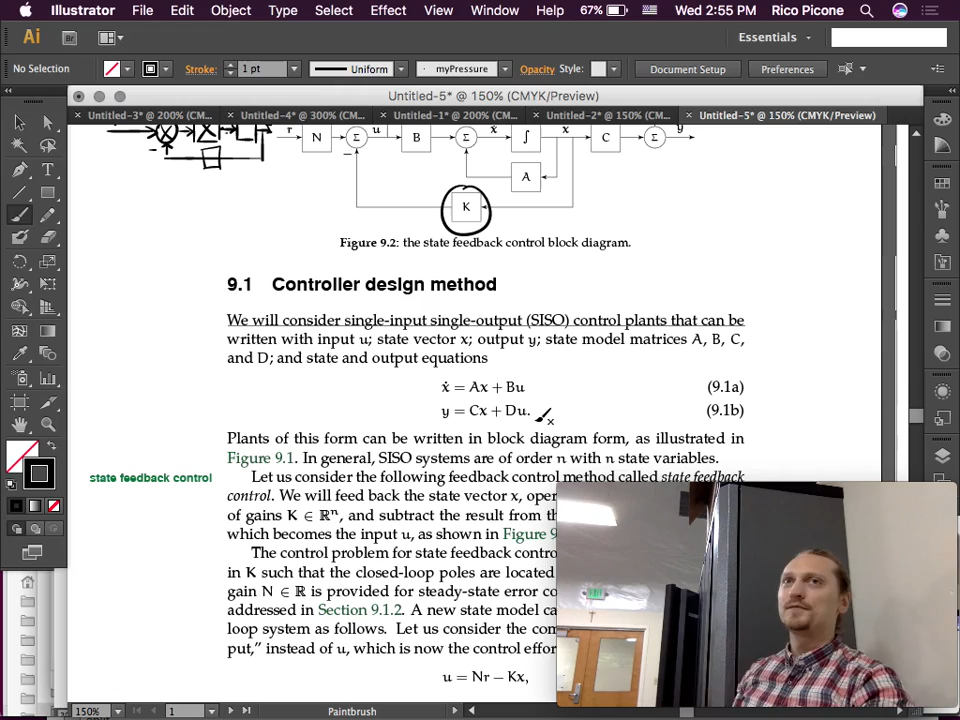 Illustrator File Edit Object Type Select Effect View Window Help 67% Wed 2:55 PM Rico Picone
Ai Br Essentials
No Selection Stroke: 1 pt Uniform myPressure Opacity Style: Document Setup Preferences
Untitled-5* @ 150% (CMYK/Preview)
Untitled-3* @ 200% (CM... Untitled-4* @ 300% (CM... Untitled-1* @ 200% (CM... Untitled-2* @ 150% (CM... Untitled-5* @ 150% (CMYK/Preview)
r N Σ u B Σ ẋ ∫ x C Σ y
−
A
K
Figure 9.2: the state feedback control block diagram.
9.1 Controller design method
We will consider single-input single-output (SISO) control plants that can be
written with input u; state vector x; output y; state model matrices A, B, C,
and D; and state and output equations
ẋ = Ax + Bu (9.1a)
y = Cx + Du. (9.1b)
Plants of this form can be written in block diagram form, as illustrated in
Figure 9.1. In general, SISO systems are of order n with n state variables.
state feedback control
Let us consider the following feedback control method called state feedback
control. We will feed back the state vector x,
of gains K ∈ ℝⁿ, and subtract the result from
which becomes the input u, as shown in Figure
The control problem for state feedback
in K such that the closed-loop poles are located
gain N ∈ ℝ is provided for steady-state error
addressed in Section 9.1.2. A new state model
loop system as follows. Let us consider the
put,” instead of u, which is now the control
u = Nr − Kx,
150% 1 Paintbrush